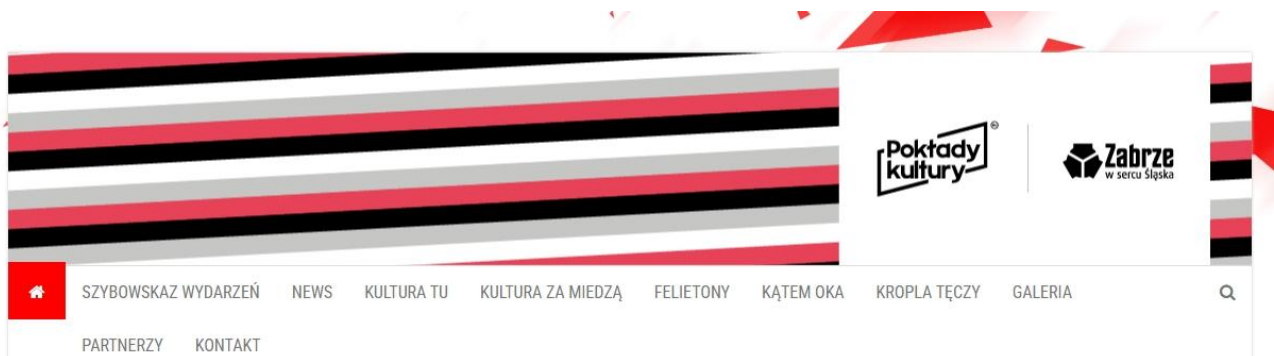 Pokłady
kultury
Zabrze
w sercu Śląska
SZYBOWSKAZ WYDARZEŃ NEWS KULTURA TU KULTURA ZA MIEDZĄ FELIETONY KĄTEM OKA KROPLA TĘCZY GALERIA
PARTNERZY KONTAKT